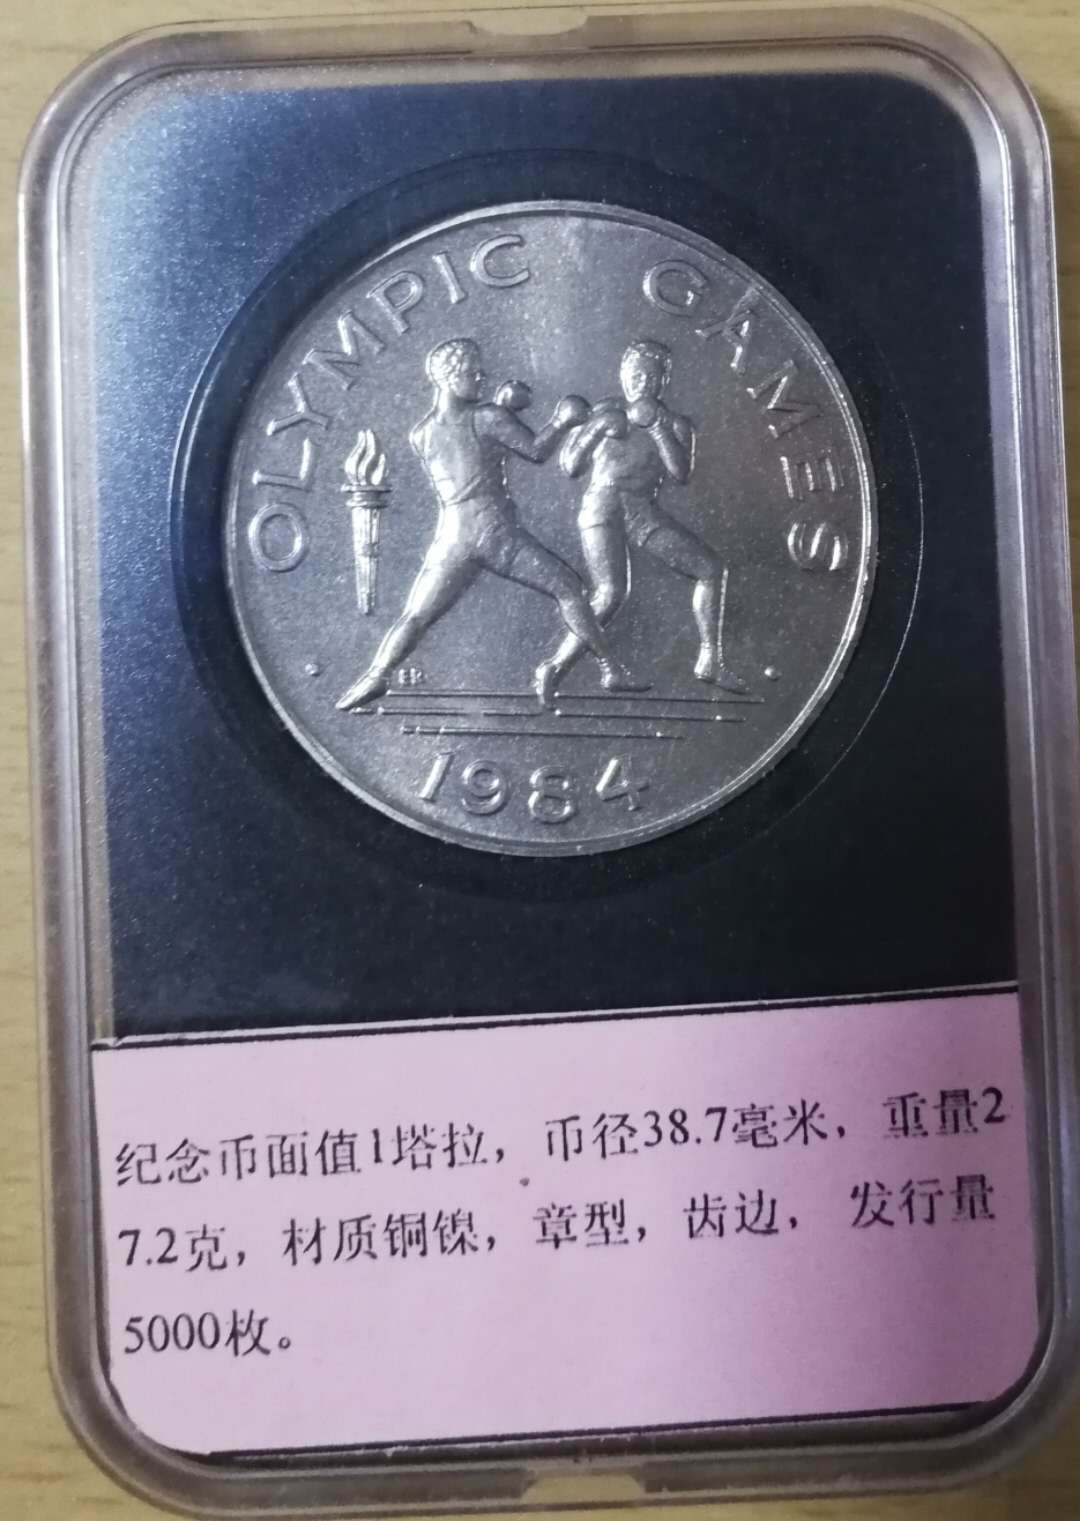 OLYMPIC GAMES
ER
1984
纪念币面值1塔拉，币径38.7毫米，重量2
7.2克，材质铜镍，章型，齿边， 发行量
5000枚。